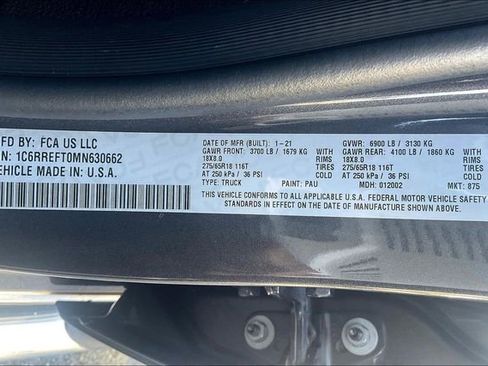 MFD BY: FCA US LLC
DATE OF MFR (BUILT): 1-21
GVWR: 6900 LB / 3130 KG
IN: 1C6RREFT0MN630662
GAWR FRONT: 3700 LB / 1679 KG
GAWR REAR: 4100 LB / 1860 KG
18X8.0 RIMS
18X8.0 RIMS
VEHICLE MADE IN: U.S.A.
275/65R18 116T TIRES
275/65R18 116T TIRES
AT 250 kPa / 36 PSI COLD
AT 250 kPa / 36 PSI COLD
TYPE: TRUCK PAINT: PAU MDH: 012002 MKT: 875
THIS VEHICLE CONFORMS TO ALL APPLICABLE U.S.A. FEDERAL MOTOR VEHICLE SAFETY
STANDARDS IN EFFECT ON THE DATE OF MANUFACTURE SHOWN ABOVE.